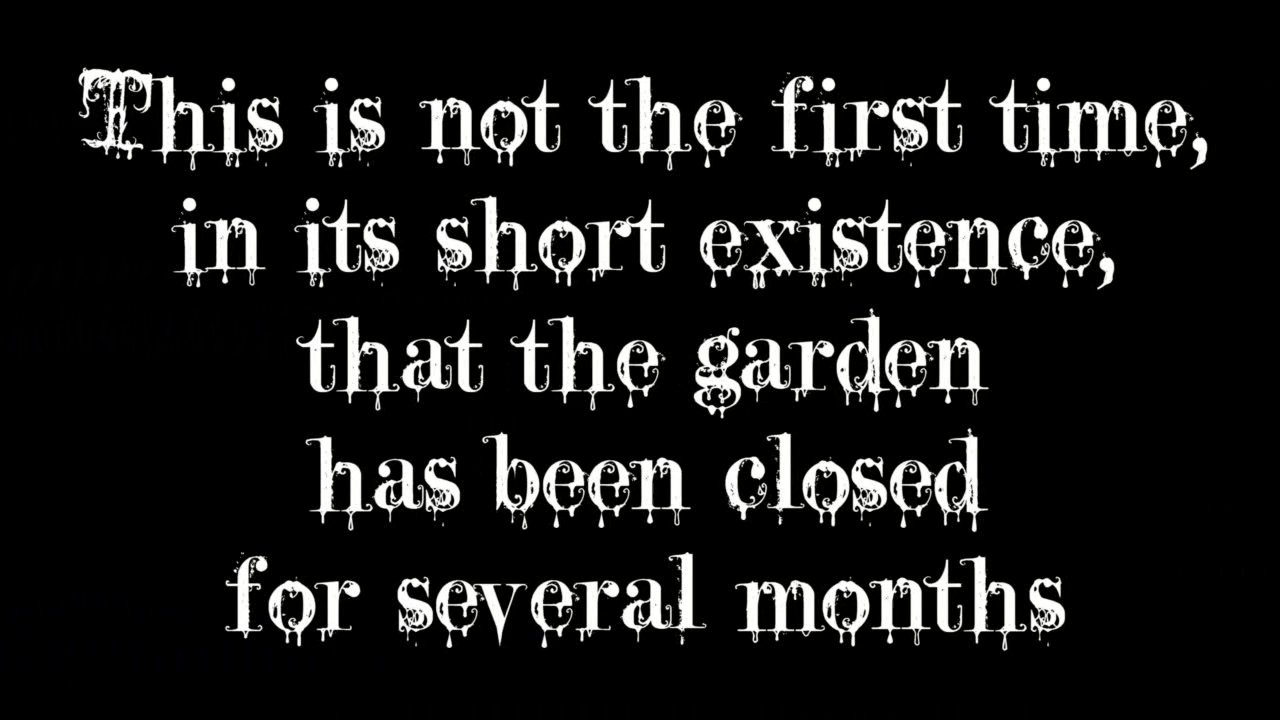 This is not the first time,
in its short existence,
that the garden
has been closed
for several months